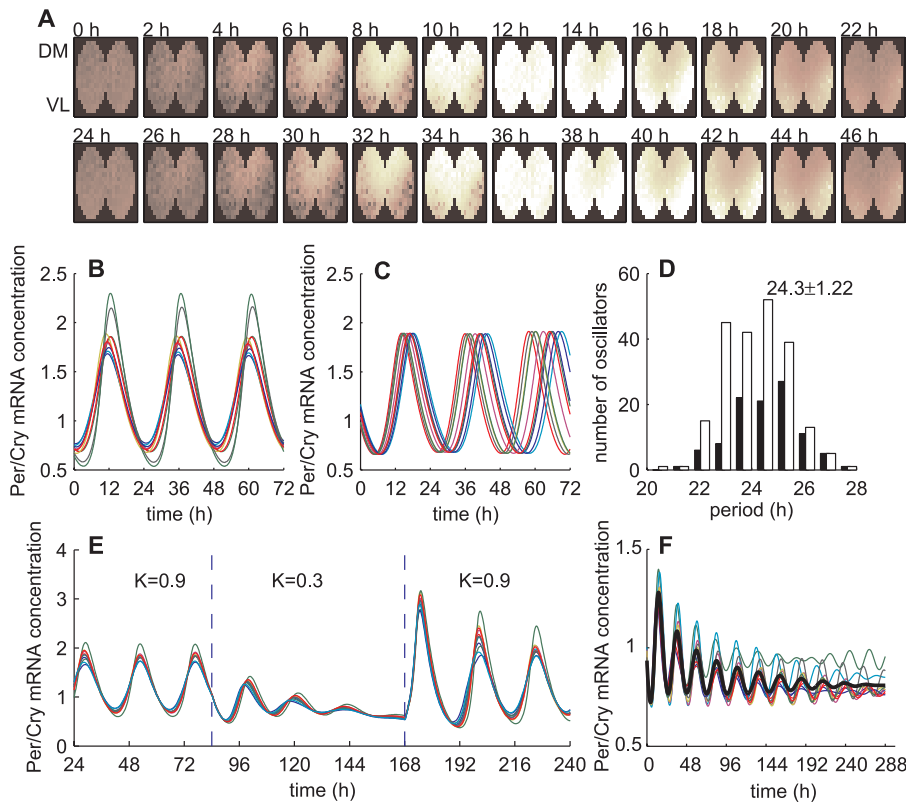 A
0 h 2 h 4 h 6 h 8 h 10 h 12 h 14 h 16 h 18 h 20 h 22 h
DM
VL
24 h 26 h 28 h 30 h 32 h 34 h 36 h 38 h 40 h 42 h 44 h 46 h
B
Per/Cry mRNA concentration
2.5
2
1.5
1
0.5
0 12 24 36 48 60 72
time (h)
C
Per/Cry mRNA concentration
2.5
2
1.5
1
0.5
0 12 24 36 48 60 72
time (h)
D
24.3±1.22
number of oscillators
60
40
20
0
20 22 24 26 28
period (h)
E
K=0.9 K=0.3 K=0.9
Per/Cry mRNA concentration
4
3
2
1
0
24 48 72 96 120 144 168 192 216 240
time (h)
F
Per/Cry mRNA concentration
1.5
1
0.5
0 48 96 144 192 240 288
time (h)